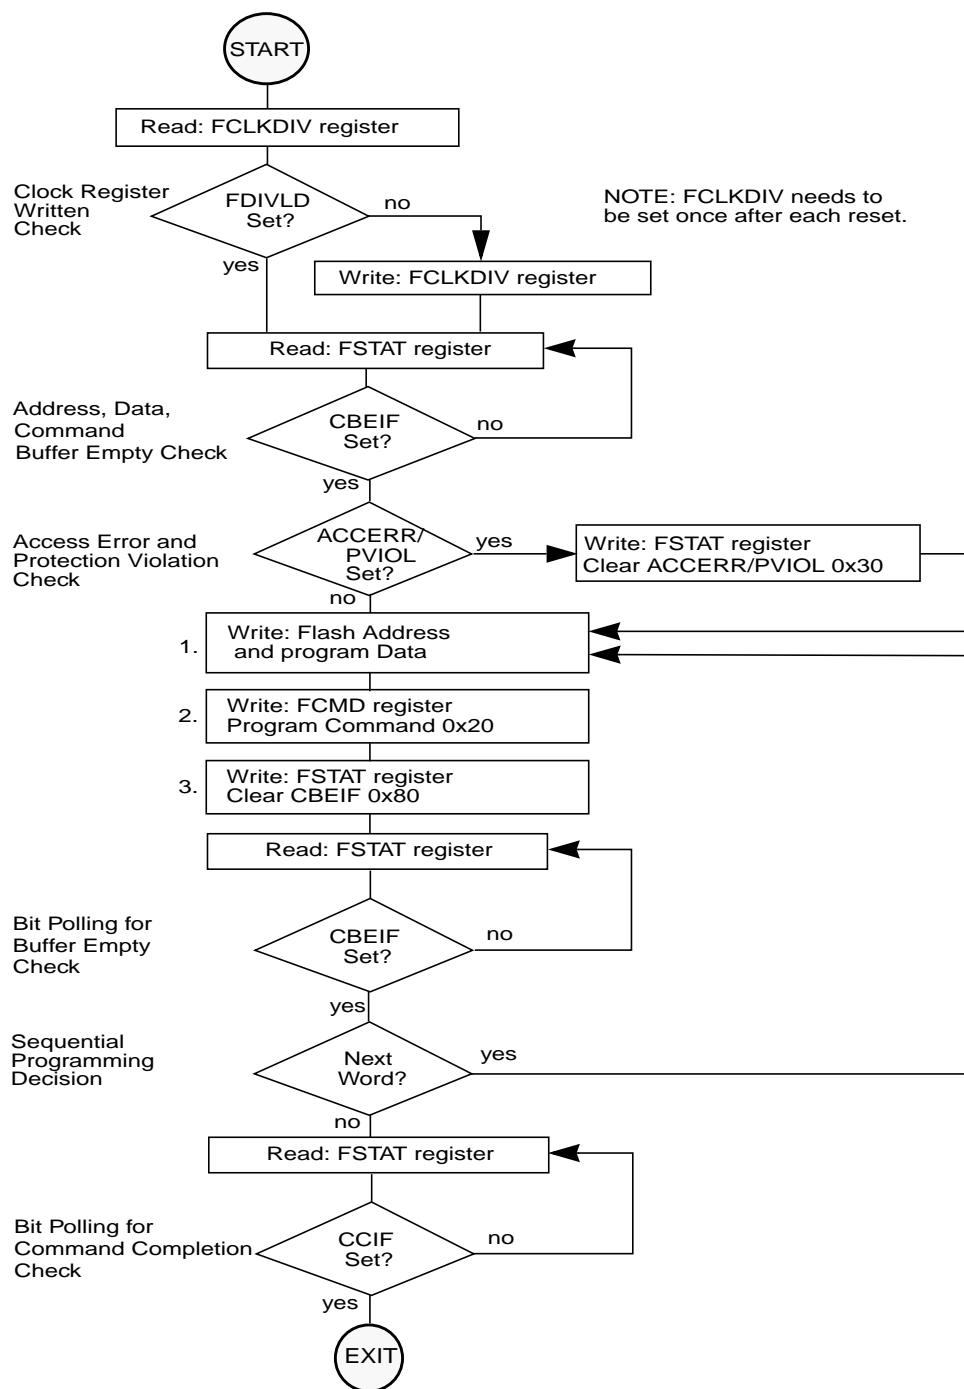 START
Read: FCLKDIV register
Clock Register
Written
Check
FDIVLD
Set?
no
NOTE: FCLKDIV needs to
be set once after each reset.
yes
Write: FCLKDIV register
Read: FSTAT register
Address, Data,
Command
Buffer Empty Check
CBEIF
Set?
no
yes
Access Error and
Protection Violation
Check
ACCERR/
PVIOL
Set?
yes
Write: FSTAT register
Clear ACCERR/PVIOL 0x30
no
1.
Write: Flash Address
and program Data
2.
Write: FCMD register
Program Command 0x20
3.
Write: FSTAT register
Clear CBEIF 0x80
Read: FSTAT register
Bit Polling for
Buffer Empty
Check
CBEIF
Set?
no
yes
Sequential
Programming
Decision
Next
Word?
yes
no
Read: FSTAT register
Bit Polling for
Command Completion
Check
CCIF
Set?
no
yes
EXIT